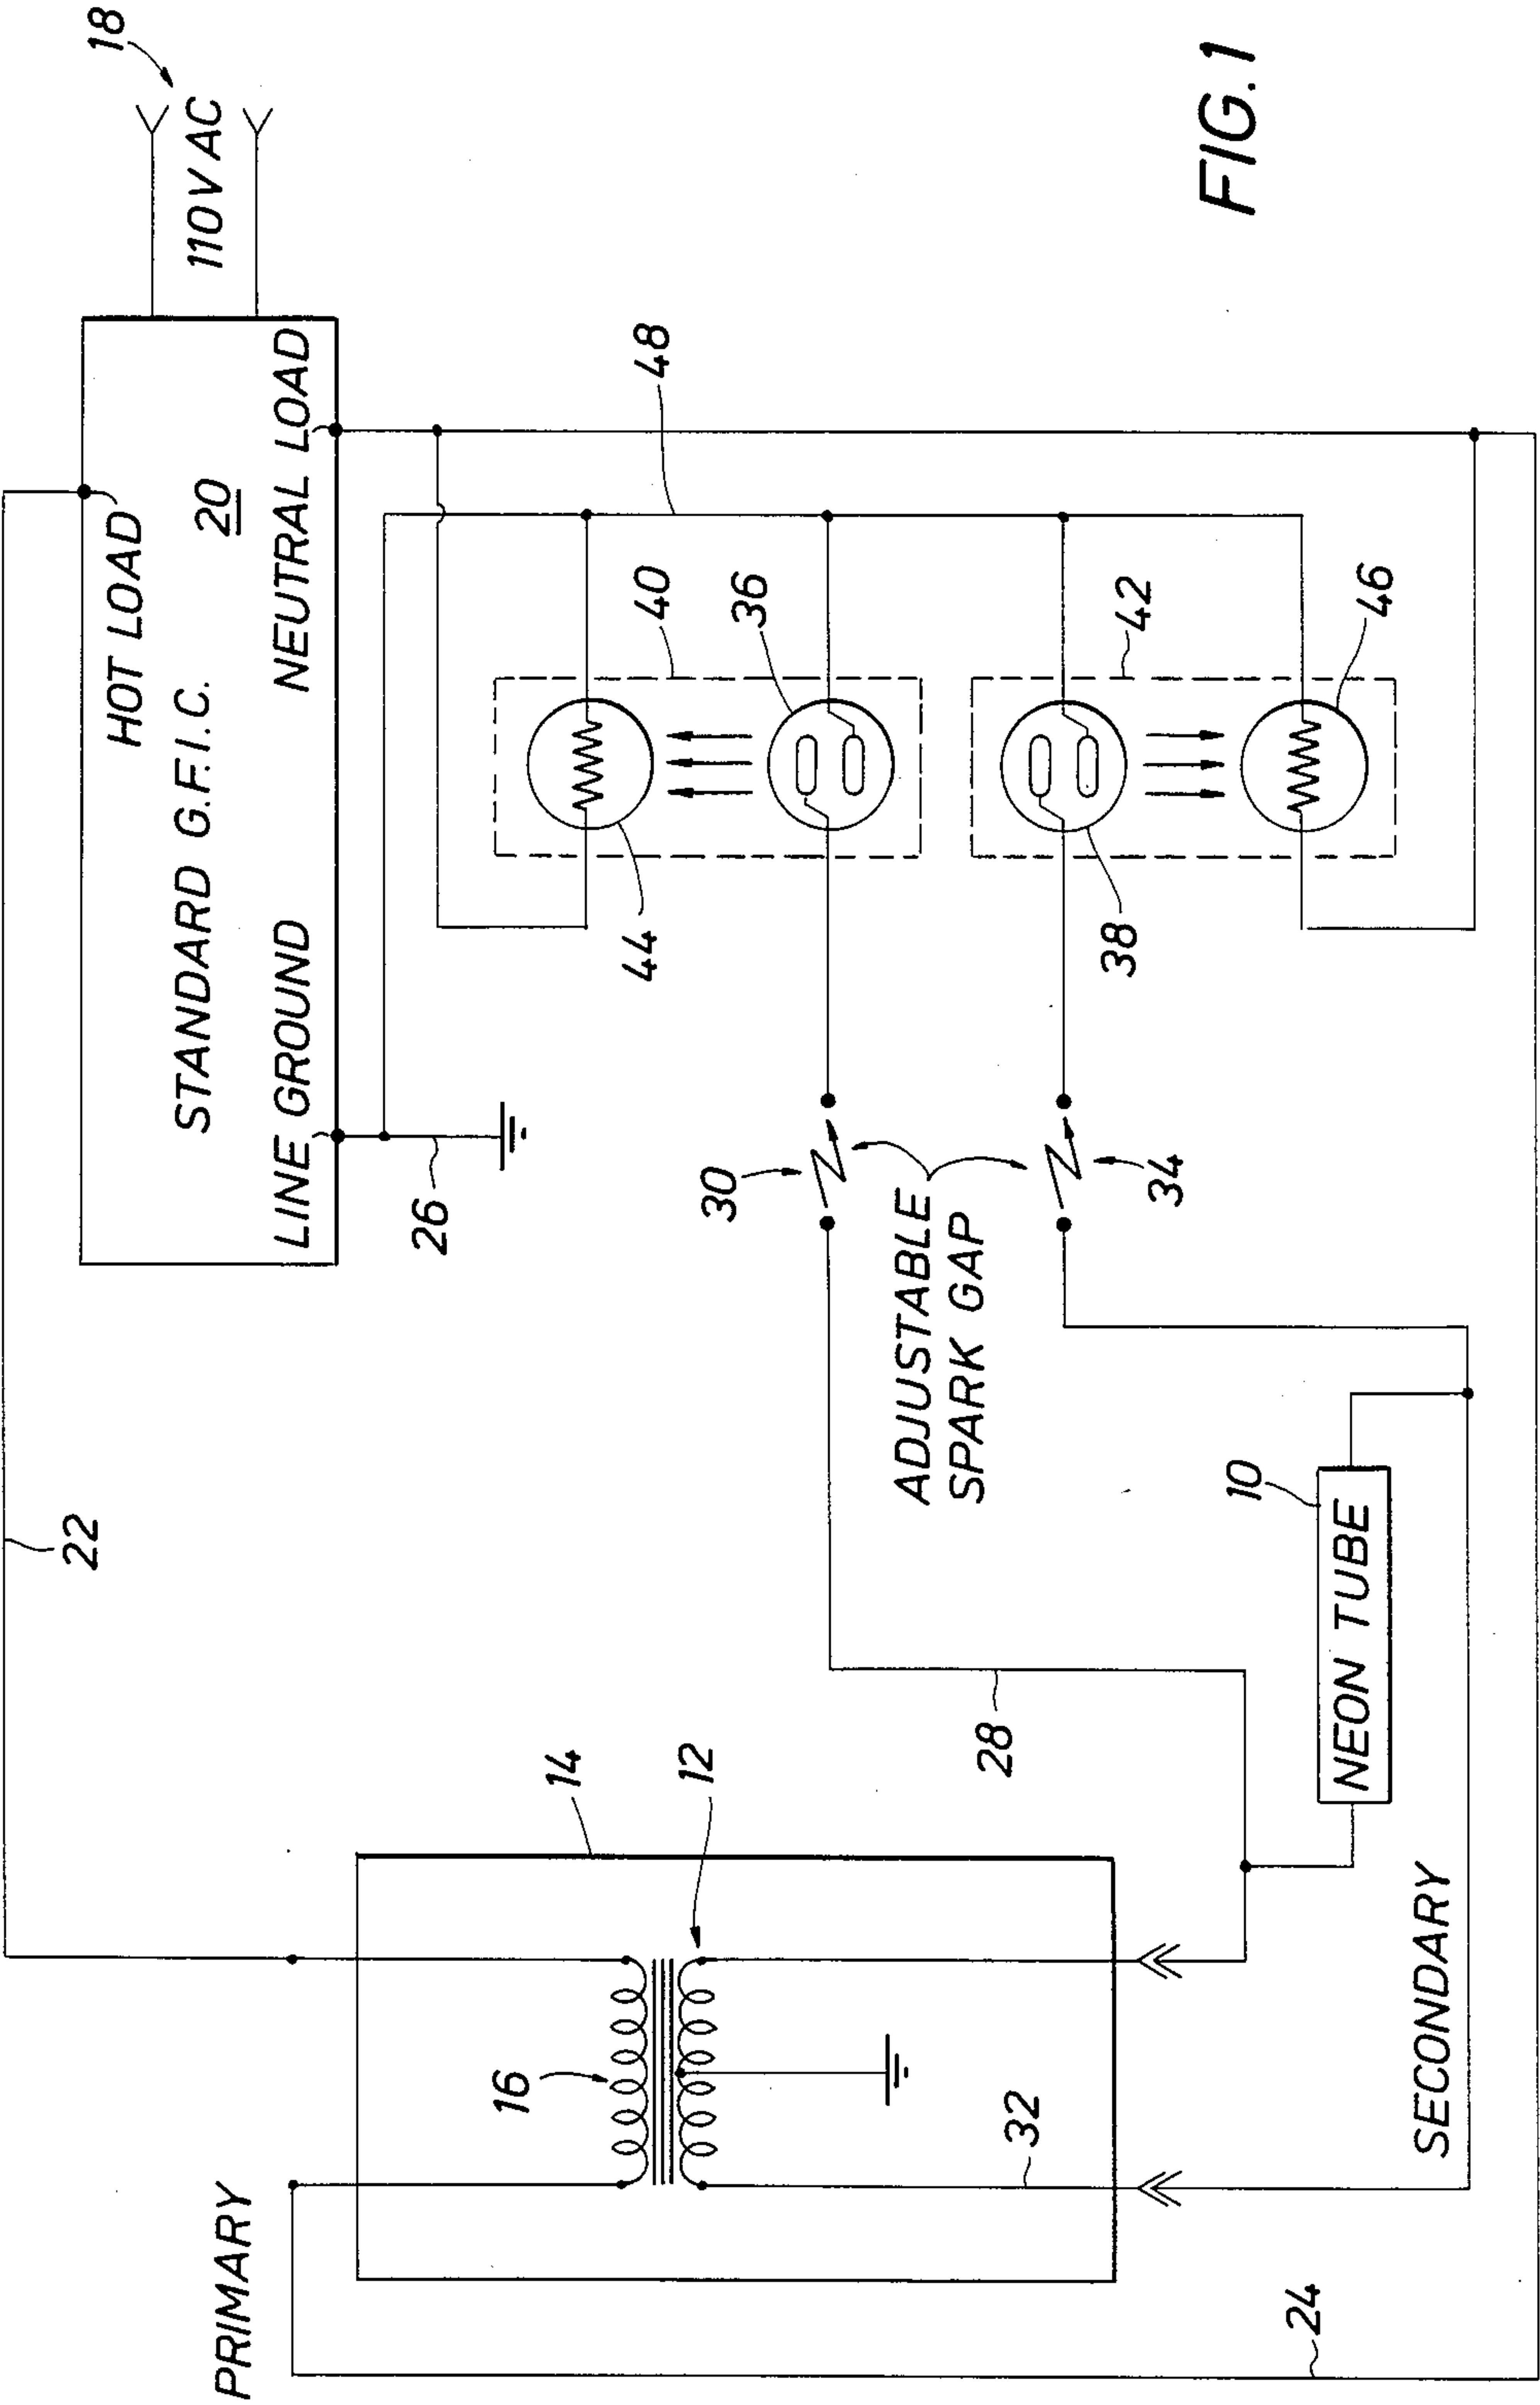 18
110 V AC
HOT LOAD
STANDARD G.F.I.C.
20
LINE GROUND
NEUTRAL LOAD
22
26
48
40
36
44
42
46
38
30
34
ADJUSTABLE
SPARK GAP
28
10
NEON TUBE
PRIMARY
14
12
16
32
SECONDARY
24
FIG. 1